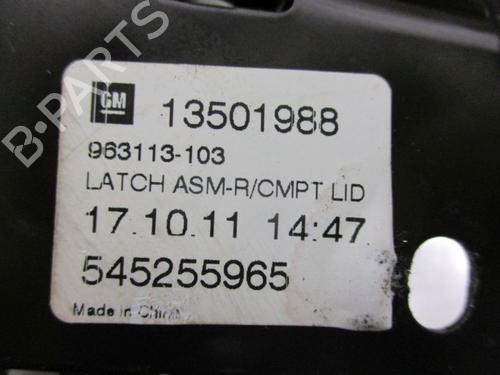 GM 13501988
963113-103
LATCH ASM-R/CMPT LID
17.10.11 14:47
545255965
Made in China
B-PARTS